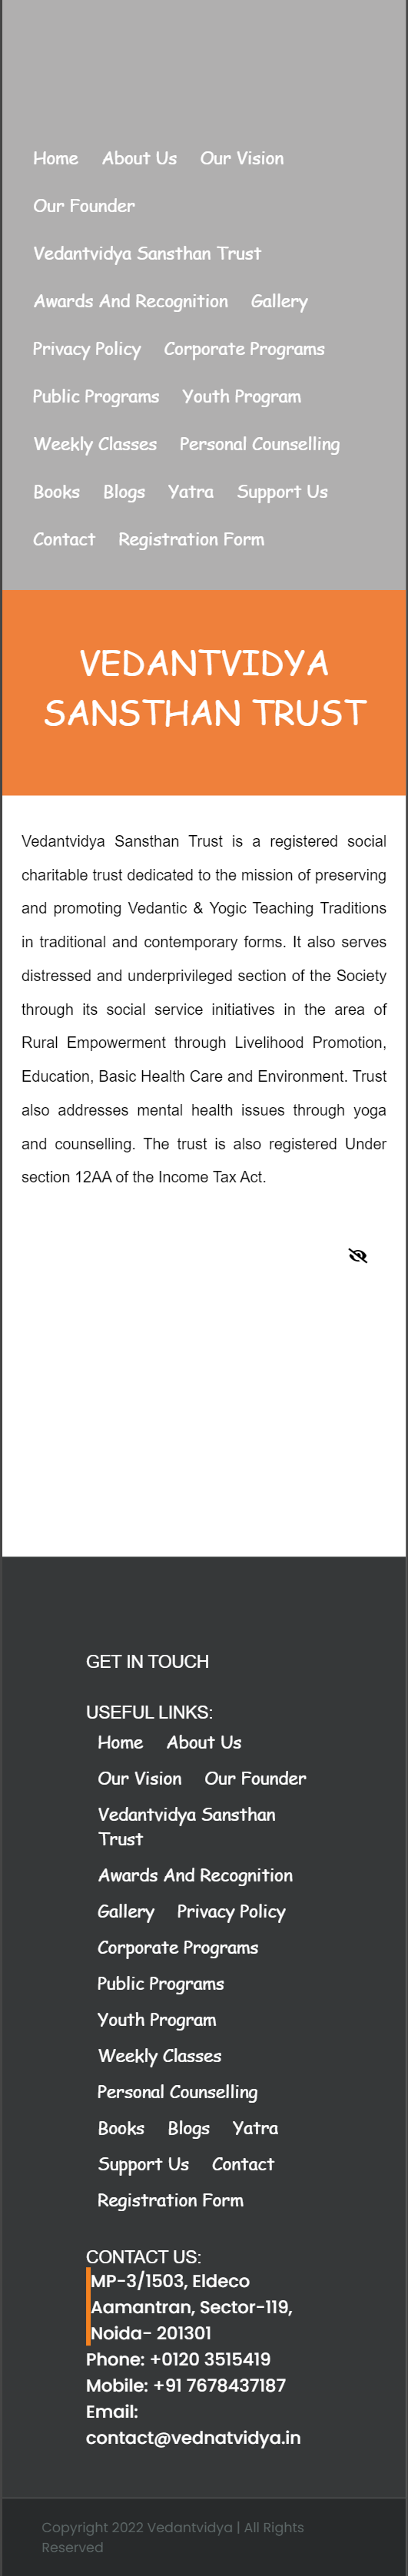 Home About Us Our Vision
Our Founder
Vedantvidya Sansthan Trust
Awards And Recognition Gallery
Privacy Policy Corporate Programs
Public Programs Youth Program
Weekly Classes Personal Counselling
Books Blogs Yatra Support Us
Contact Registration Form
VEDANTVIDYA
SANSTHAN TRUST
Vedantvidya Sansthan Trust is a registered social
charitable trust dedicated to the mission of preserving
and promoting Vedantic & Yogic Teaching Traditions
in traditional and contemporary forms. It also serves
distressed and underprivileged section of the Society
through its social service initiatives in the area of
Rural Empowerment through Livelihood Promotion,
Education, Basic Health Care and Environment. Trust
also addresses mental health issues through yoga
and counselling. The trust is also registered Under
section 12AA of the Income Tax Act.
GET IN TOUCH
USEFUL LINKS:
Home About Us
Our Vision Our Founder
Vedantvidya Sansthan
Trust
Awards And Recognition
Gallery Privacy Policy
Corporate Programs
Public Programs
Youth Program
Weekly Classes
Personal Counselling
Books Blogs Yatra
Support Us Contact
Registration Form
CONTACT US:
MP-3/1503, Eldeco
Aamantran, Sector-119,
Noida- 201301
Phone: +0120 3515419
Mobile: +91 7678437187
Email:
contact@vednatvidya.in
Copyright 2022 Vedantvidya | All Rights
Reserved